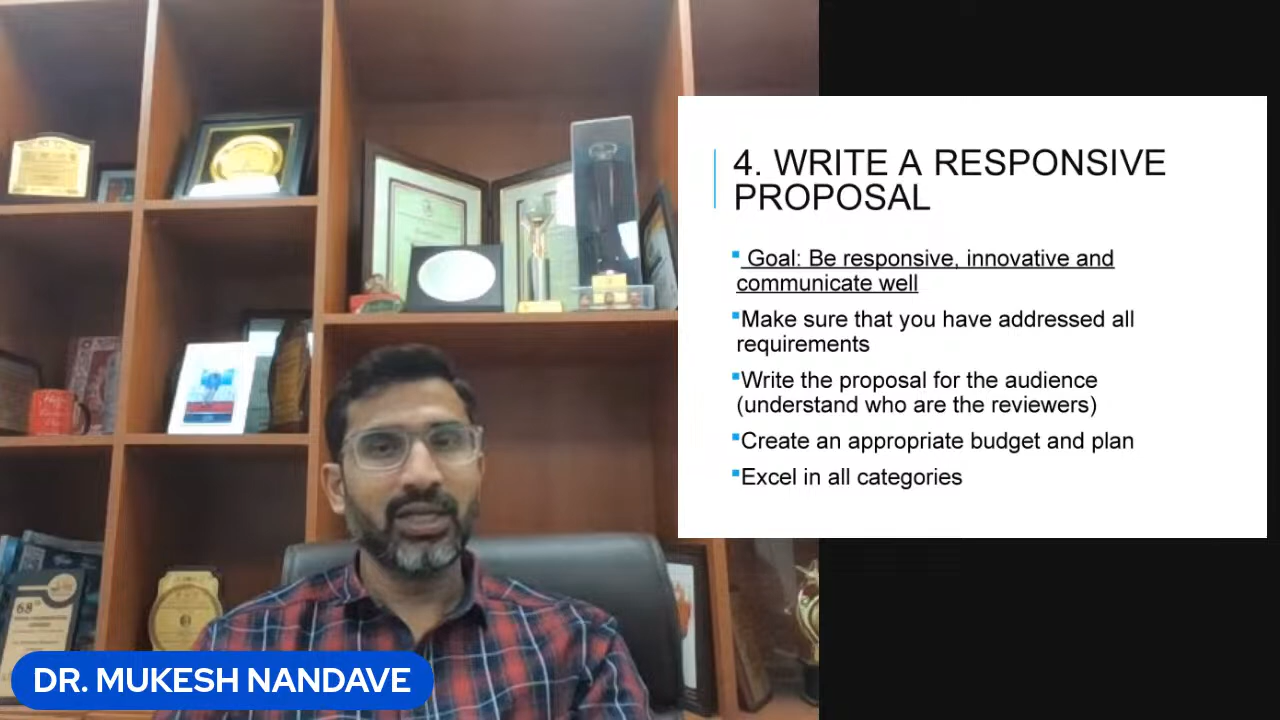 4. WRITE A RESPONSIVE
PROPOSAL
Goal: Be responsive, innovative and
communicate well
Make sure that you have addressed all
requirements
Write the proposal for the audience
(understand who are the reviewers)
Create an appropriate budget and plan
Excel in all categories
68
DR. MUKESH NANDAVE